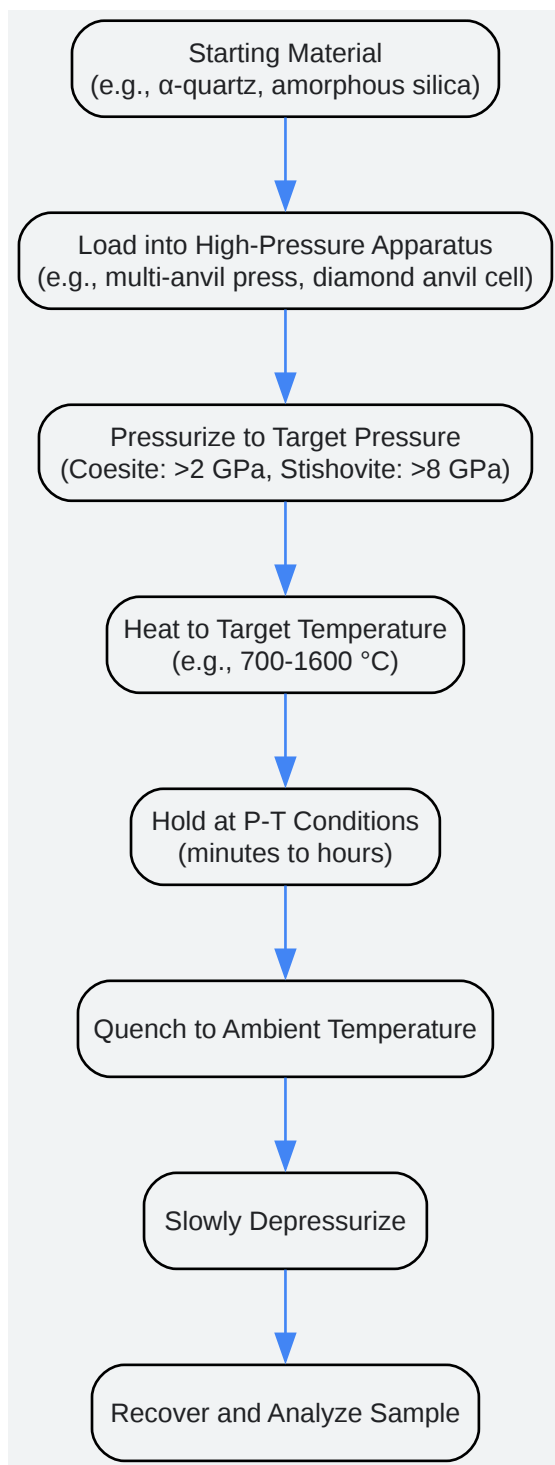 Starting Material
(e.g., α-quartz, amorphous silica)
Load into High-Pressure Apparatus
(e.g., multi-anvil press, diamond anvil cell)
Pressurize to Target Pressure
(Coesite: >2 GPa, Stishovite: >8 GPa)
Heat to Target Temperature
(e.g., 700-1600 °C)
Hold at P-T Conditions
(minutes to hours)
Quench to Ambient Temperature
Slowly Depressurize
Recover and Analyze Sample